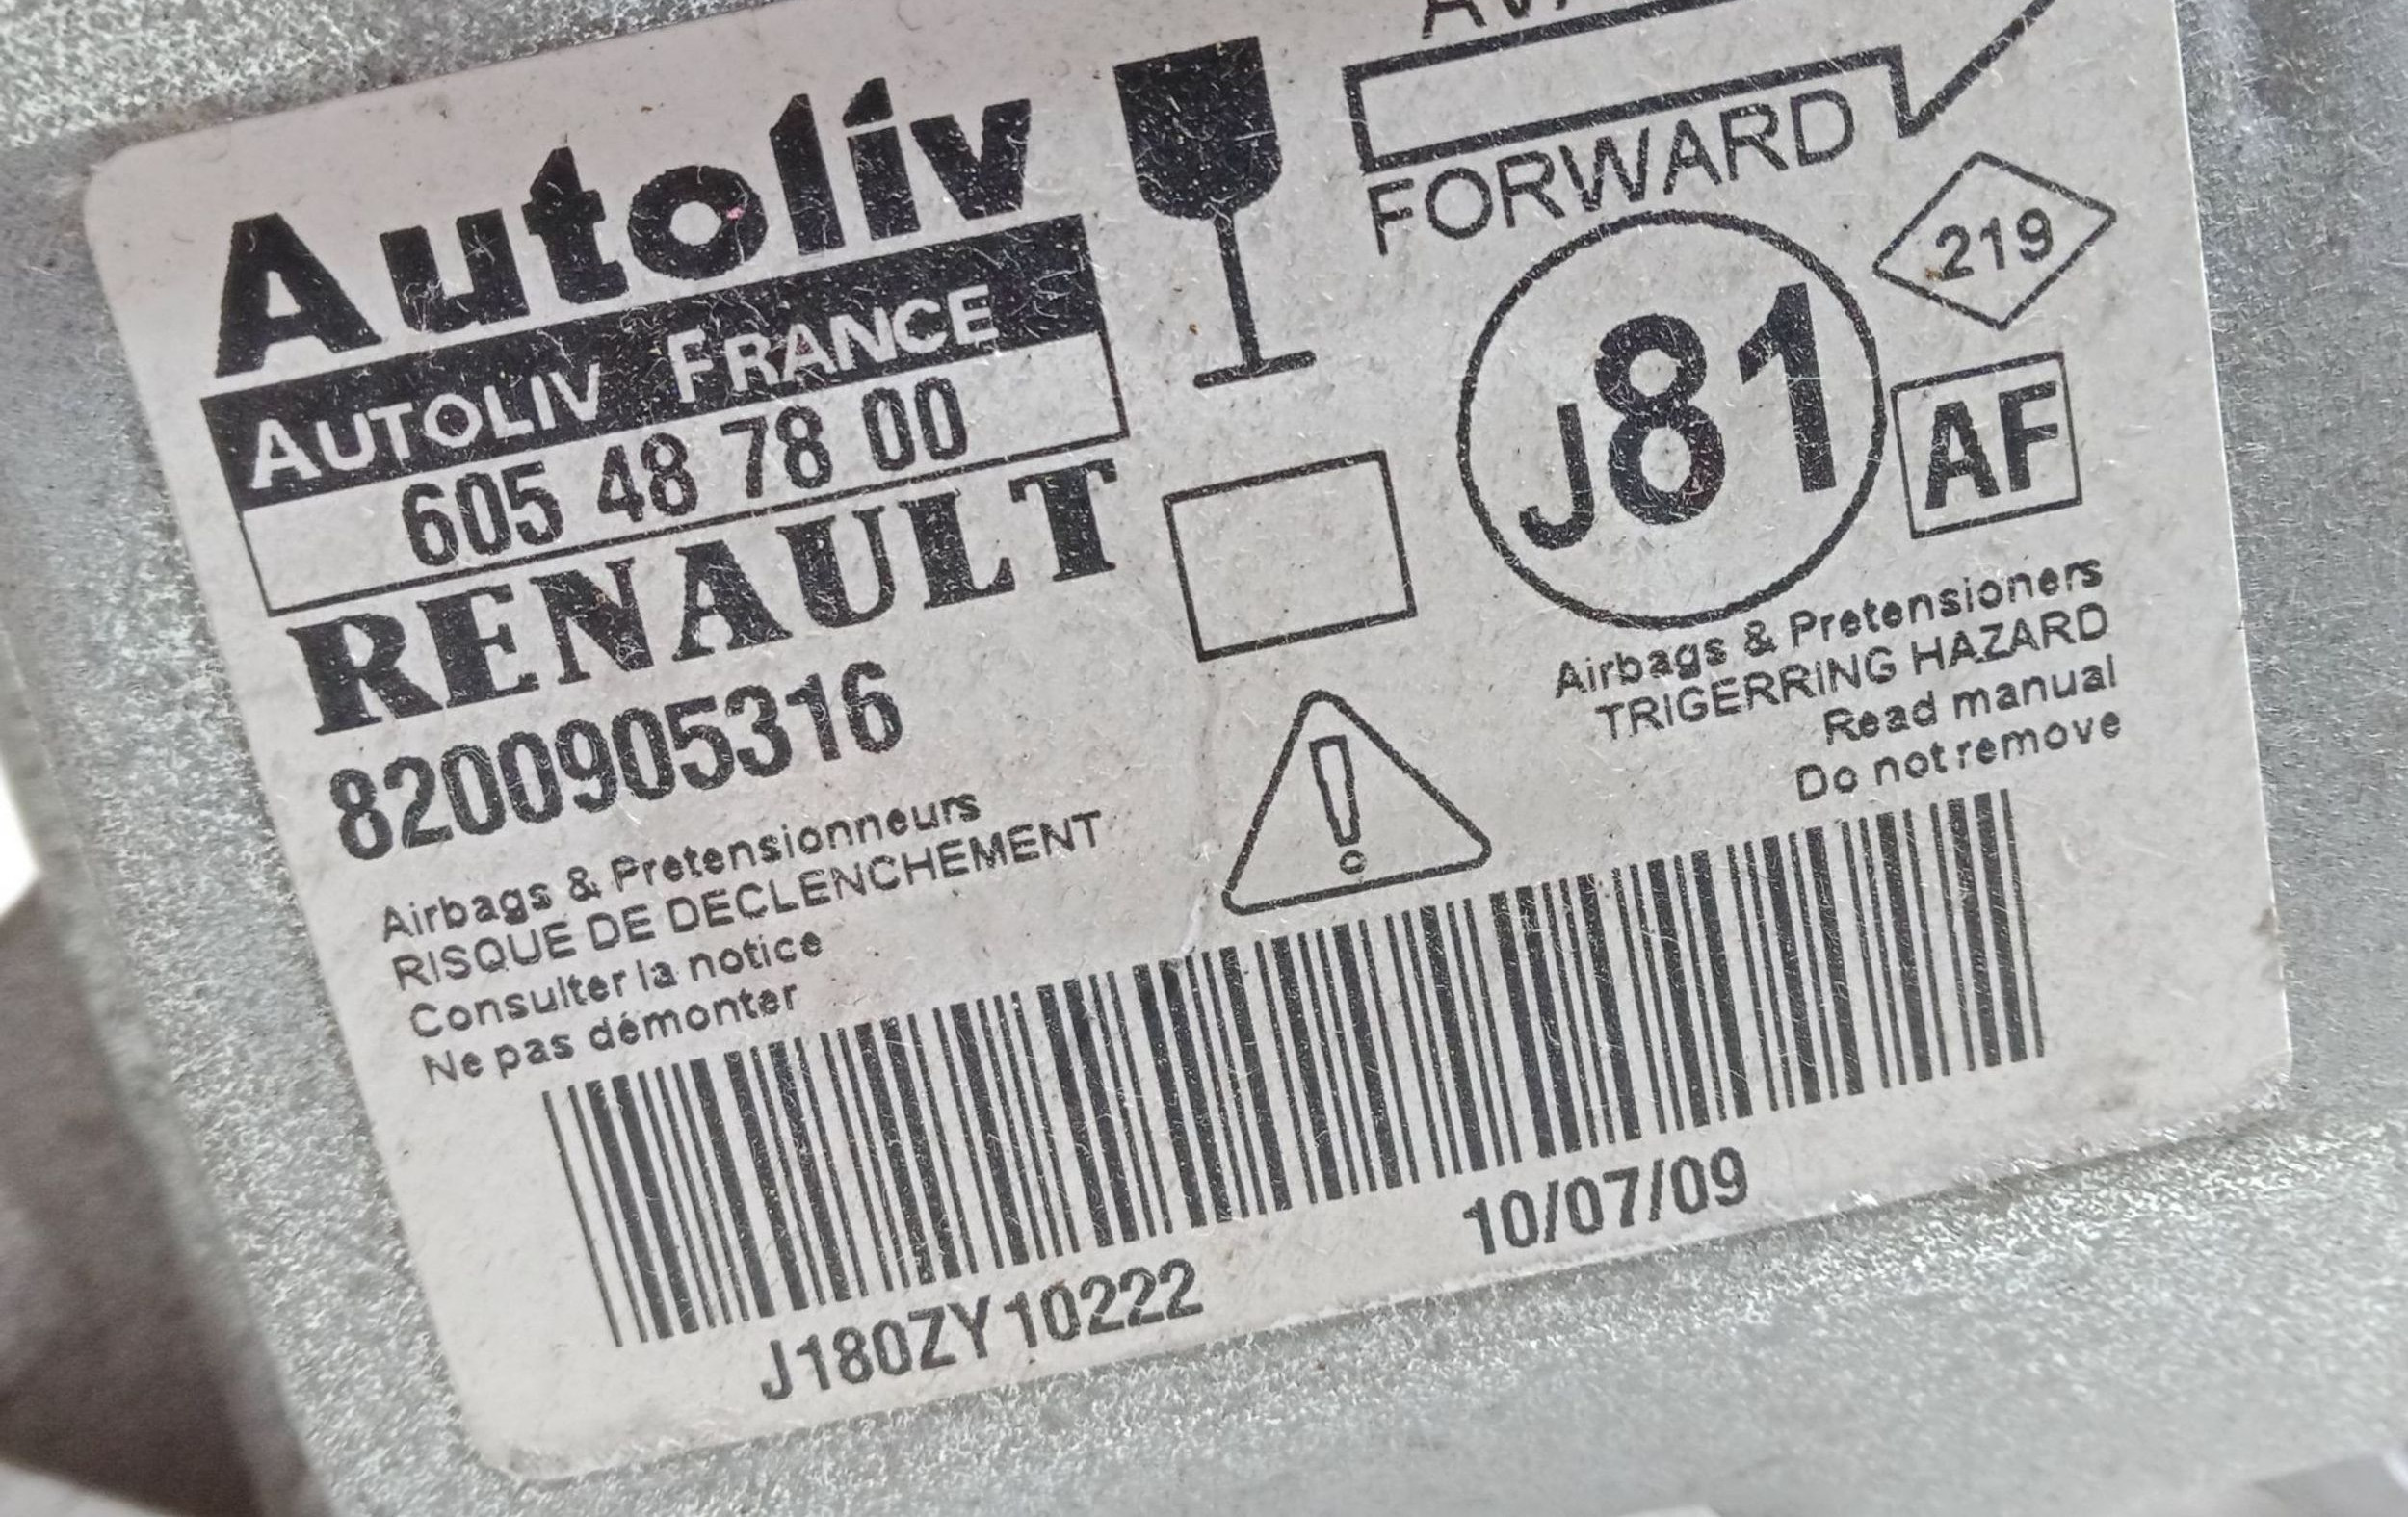 Autoliv
AUTOLIV FRANCE
605 48 78 00
RENAULT
8200905316
Airbags & Pretensionneurs
RISQUE DE DECLENCHEMENT
Consulter la notice
Ne pas démonter
FORWARD
219
J81
AF
Airbags & Pretensioners
TRIGERRING HAZARD
Read manual
Do not remove
J180ZY10222
10/07/09